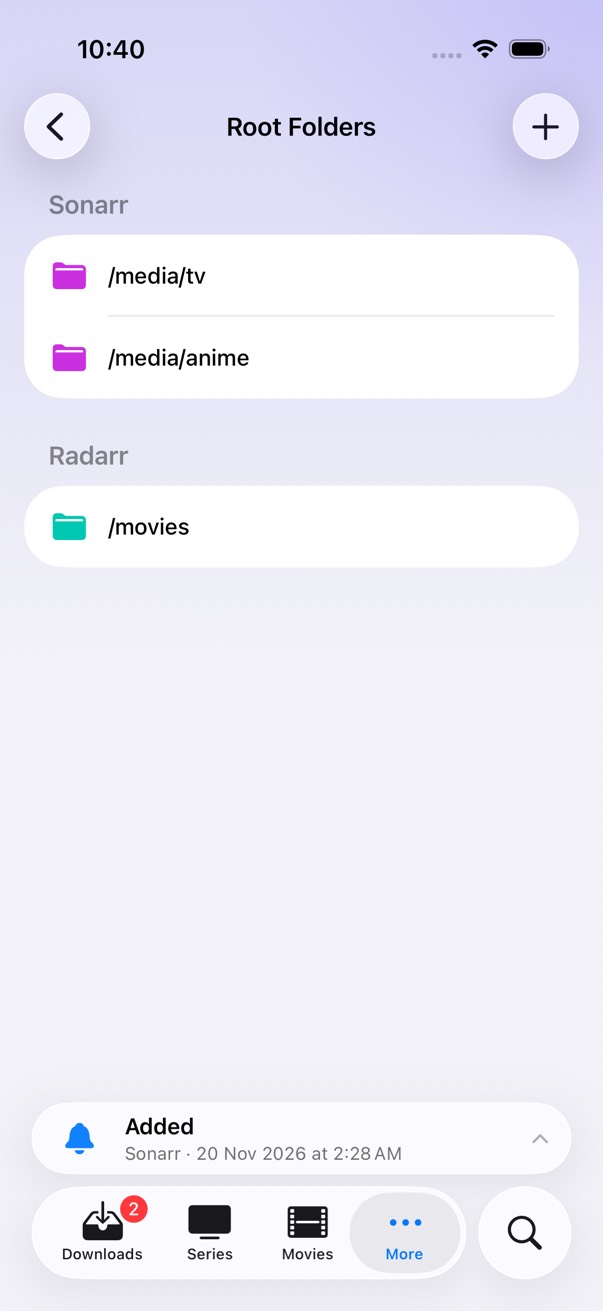 10:40
Root Folders
Sonarr
/media/tv
/media/anime
Radarr
/movies
Added
Sonarr · 20 Nov 2026 at 2:28 AM
2
Downloads
Series
Movies
More